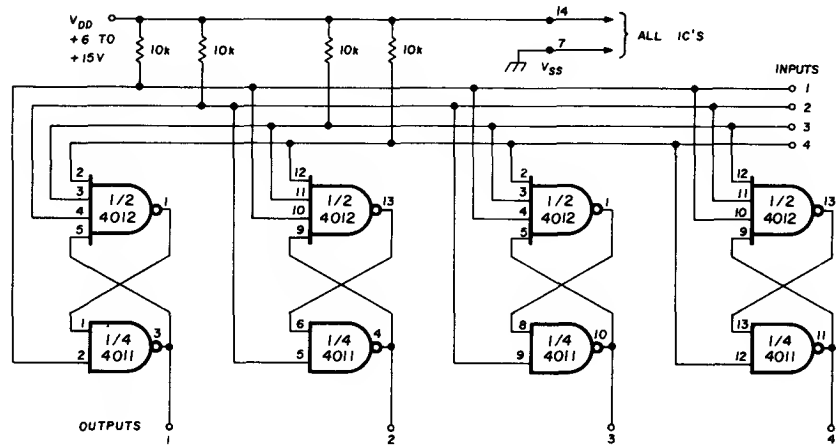 VDD
+6 TO
+15V
10k 10k 10k 10k
14
7
VSS
ALL IC'S
INPUTS
1
2
3
4
2 3 4 5 1/2 4012 1
12 11 10 9 1/2 4012 13
2 3 4 5 1/2 4012 1
12 11 10 9 1/2 4012 13
1 2 1/4 4011 3
6 5 1/4 4011 4
8 9 1/4 4011 10
13 12 1/4 4011 11
OUTPUTS 1 2 3 4